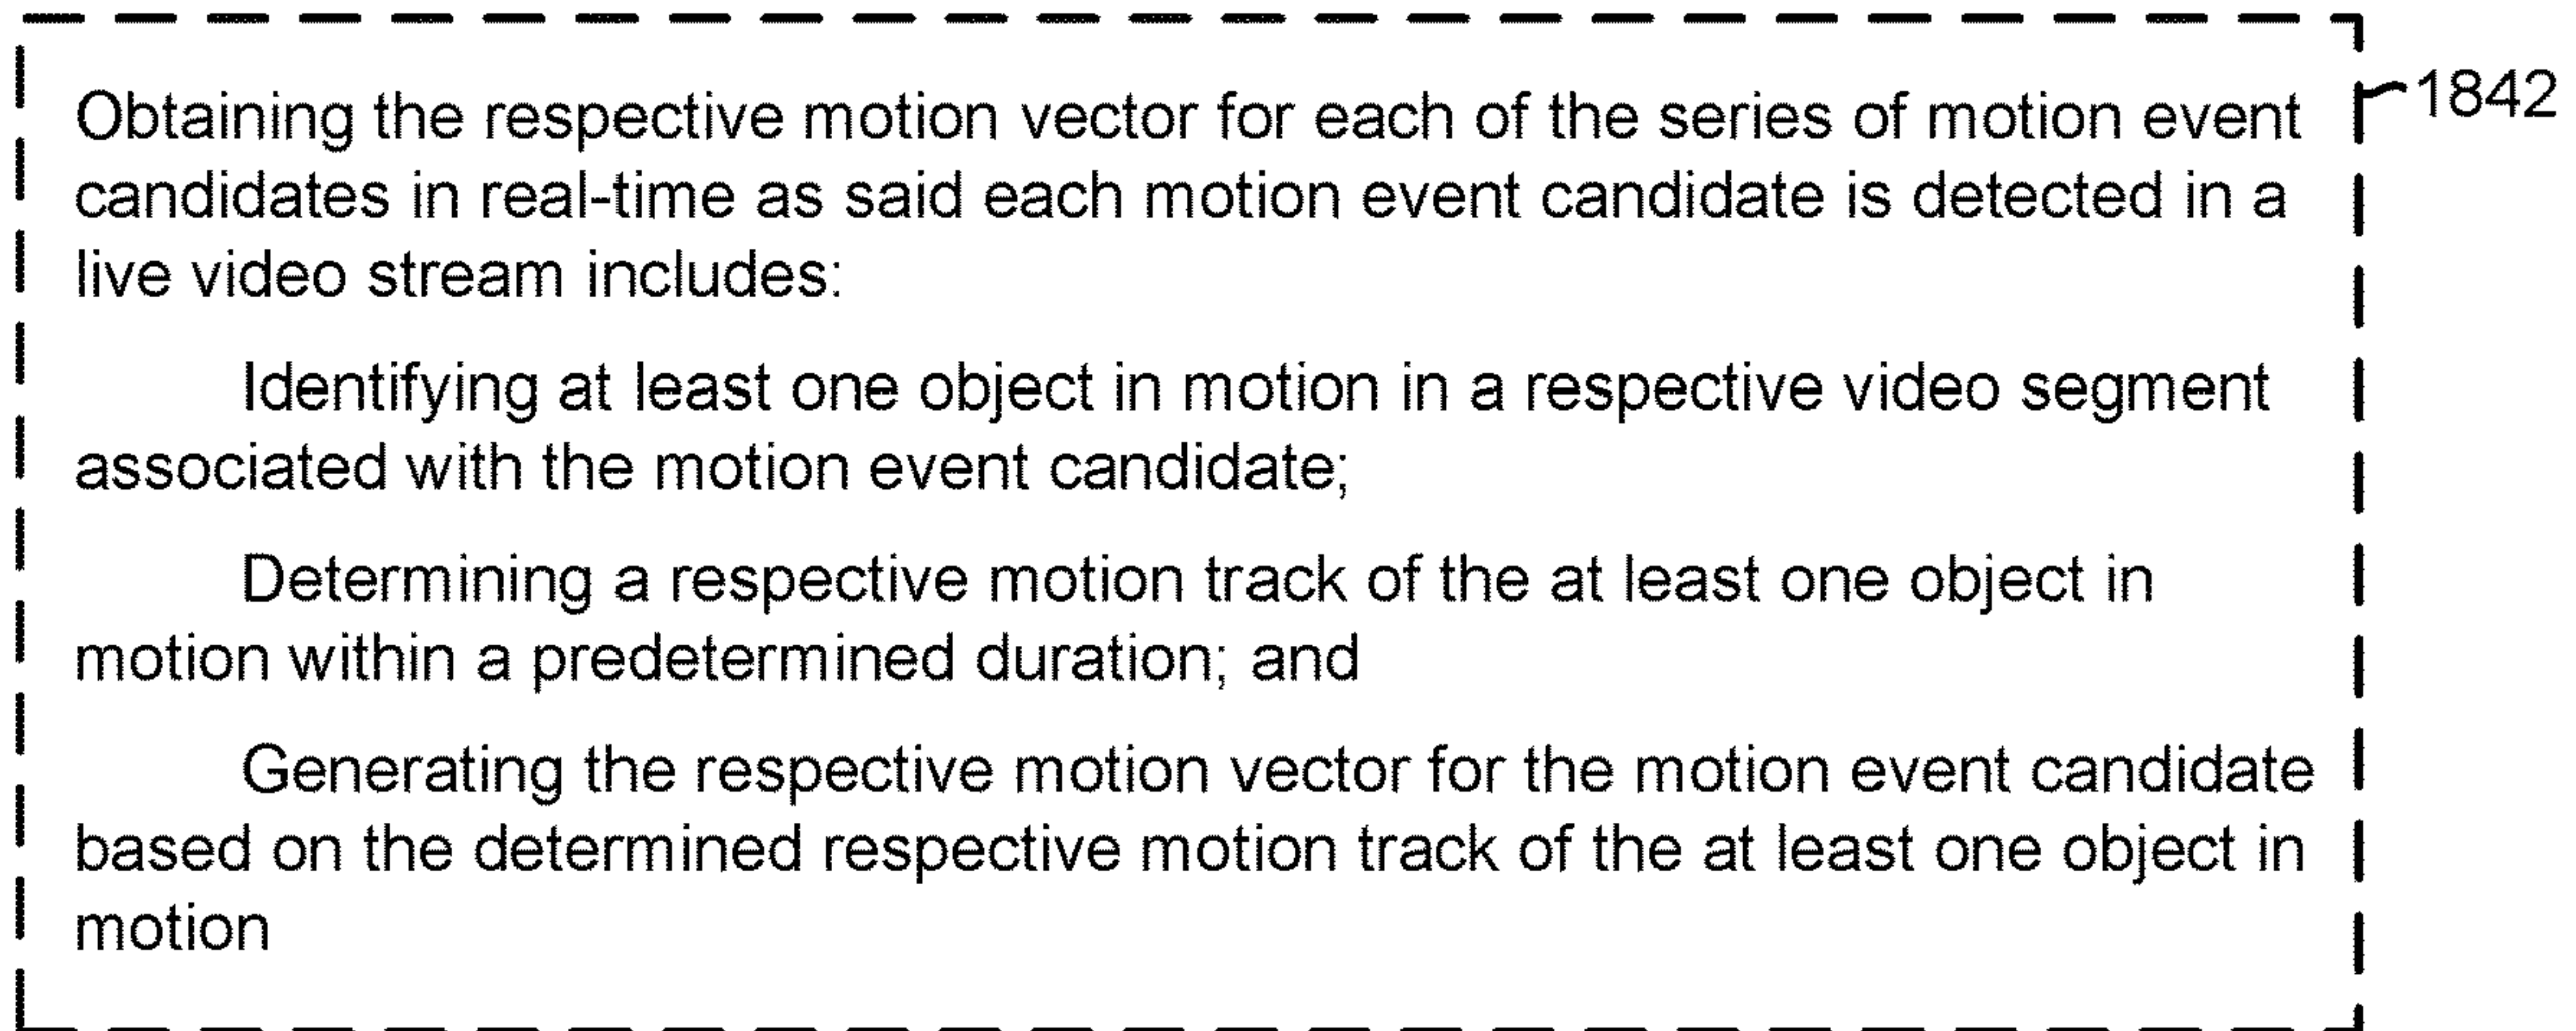 Obtaining the respective motion vector for each of the series of motion event
candidates in real-time as said each motion event candidate is detected in a
live video stream includes:
Identifying at least one object in motion in a respective video segment
associated with the motion event candidate;
Determining a respective motion track of the at least one object in
motion within a predetermined duration; and
Generating the respective motion vector for the motion event candidate
based on the determined respective motion track of the at least one object in
motion
1842